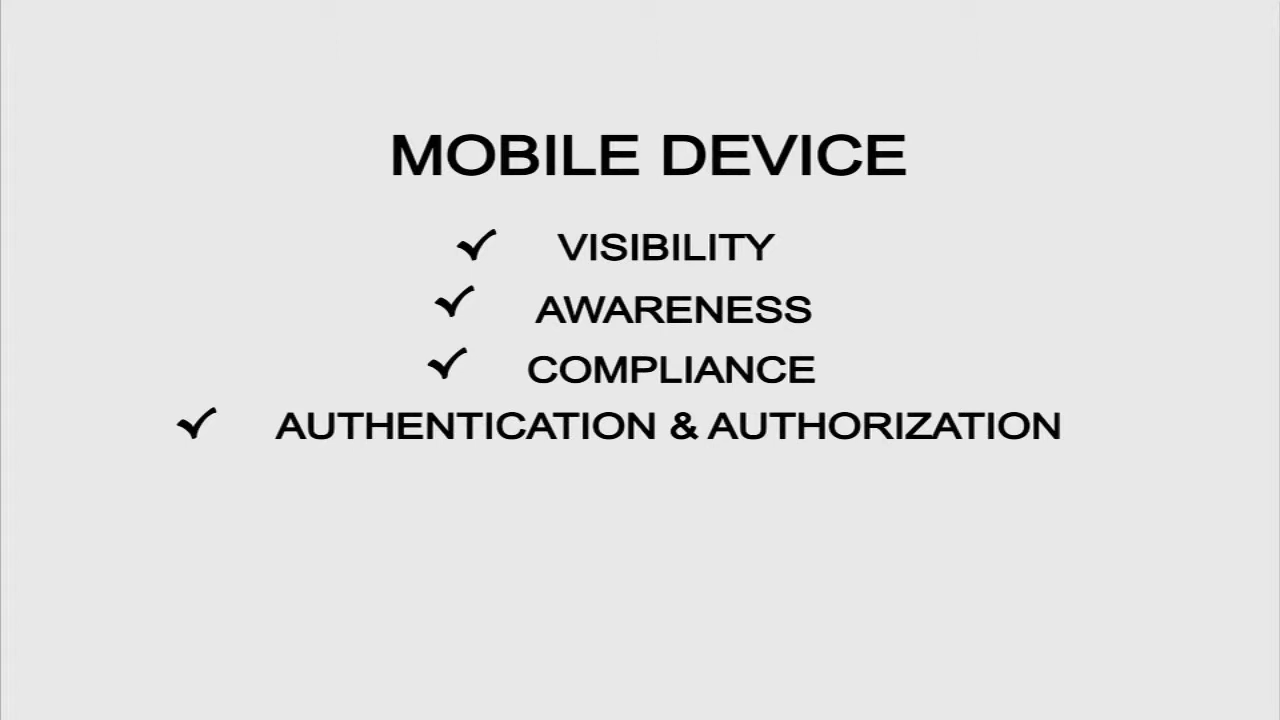 MOBILE DEVICE
✓ VISIBILITY
✓ AWARENESS
✓ COMPLIANCE
✓ AUTHENTICATION & AUTHORIZATION